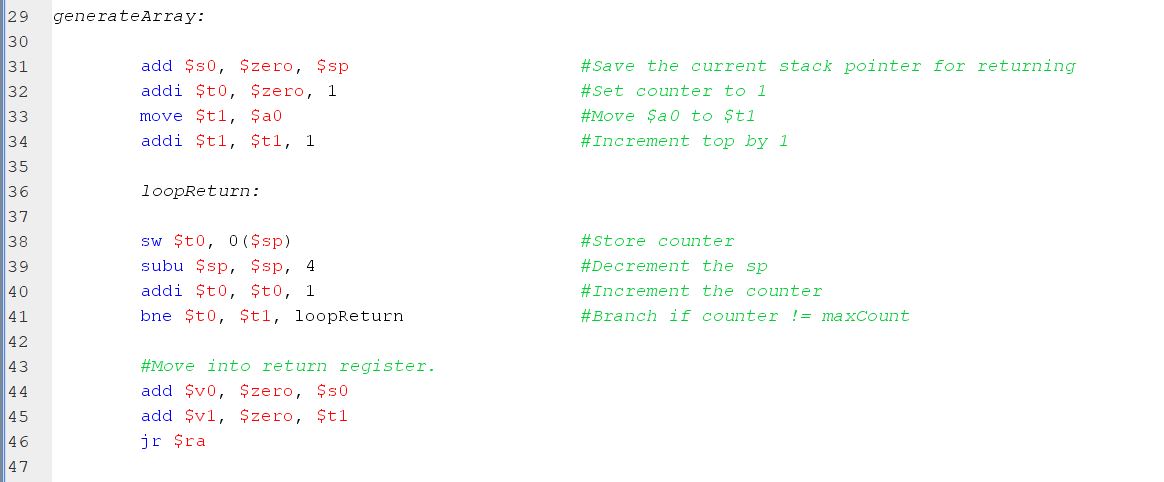 29 generateArray:
30
31 add $s0, $zero, $sp #Save the current stack pointer for returning
32 addi $t0, $zero, 1 #Set counter to 1
33 move $t1, $a0 #Move $a0 to $t1
34 addi $t1, $t1, 1 #Increment top by 1
35
36 loopReturn:
37
38 sw $t0, 0($sp) #Store counter
39 subu $sp, $sp, 4 #Decrement the sp
40 addi $t0, $t0, 1 #Increment the counter
41 bne $t0, $t1, loopReturn #Branch if counter != maxCount
42
43 #Move into return register.
44 add $v0, $zero, $s0
45 add $v1, $zero, $t1
46 jr $ra
47